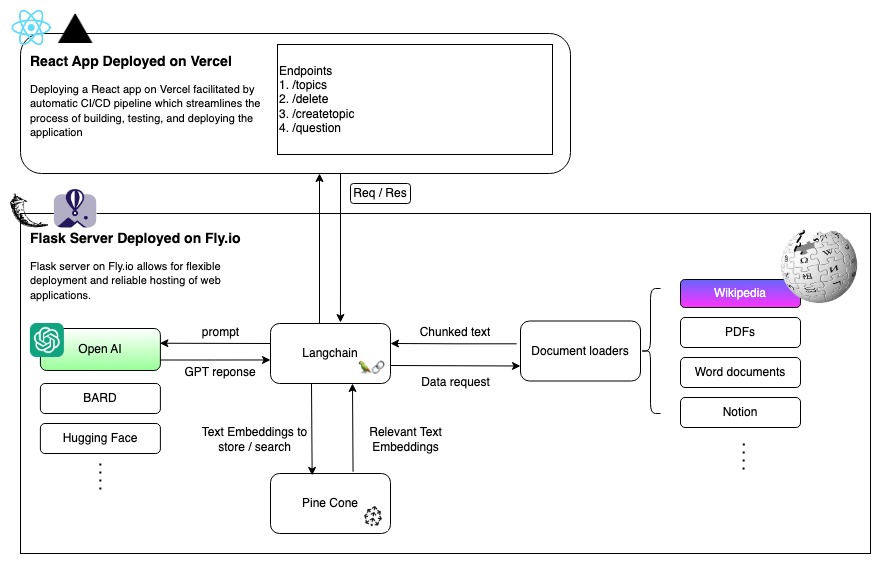 React App Deployed on Vercel
Deploying a React app on Vercel facilitated by
automatic CI/CD pipeline which streamlines the
process of building, testing, and deploying the
application
Endpoints
1. /topics
2. /delete
3. /createtopic
4. /question
Req / Res
Flask Server Deployed on Fly.io
Flask server on Fly.io allows for flexible
deployment and reliable hosting of web
applications.
Open AI
BARD
Hugging Face
prompt
GPT reponse
Langchain
Chunked text
Data request
Document loaders
Wikipedia
PDFs
Word documents
Notion
Text Embeddings to
store / search
Relevant Text
Embeddings
Pine Cone